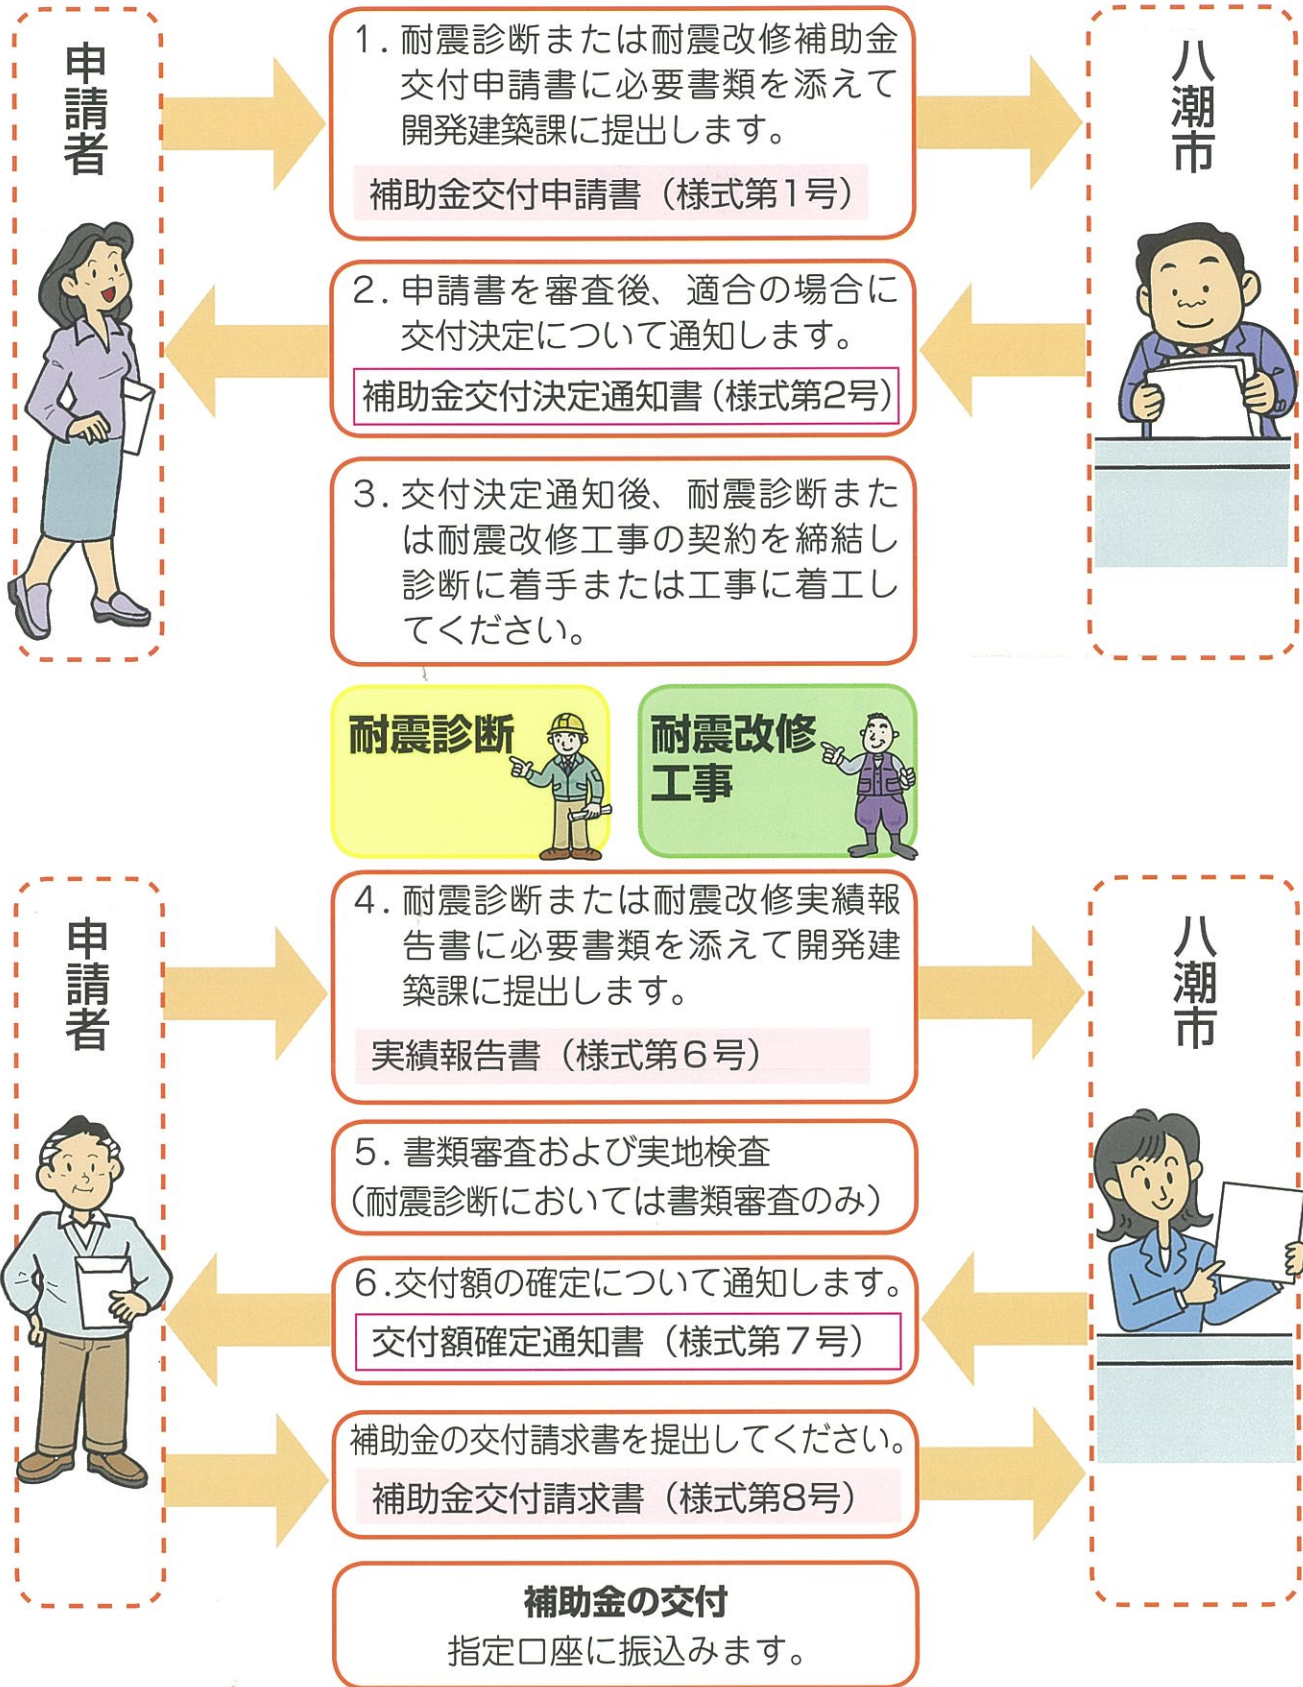 申請者
八潮市
1. 耐震診断または耐震改修補助金
交付申請書に必要書類を添えて
開発建築課に提出します。
補助金交付申請書（様式第1号）
2. 申請書を審査後、適合の場合に
交付決定について通知します。
補助金交付決定通知書（様式第2号）
3. 交付決定通知後、耐震診断また
は耐震改修工事の契約を締結し
診断に着手または工事に着工し
てください。
耐震診断
耐震改修
工事
申請者
八潮市
4. 耐震診断または耐震改修実績報
告書に必要書類を添えて開発建
築課に提出します。
実績報告書（様式第６号）
5. 書類審査および実地検査
（耐震診断においては書類審査のみ）
6.交付額の確定について通知します。
交付額確定通知書（様式第７号）
補助金の交付請求書を提出してください。
補助金交付請求書（様式第8号）
補助金の交付
指定口座に振込みます。